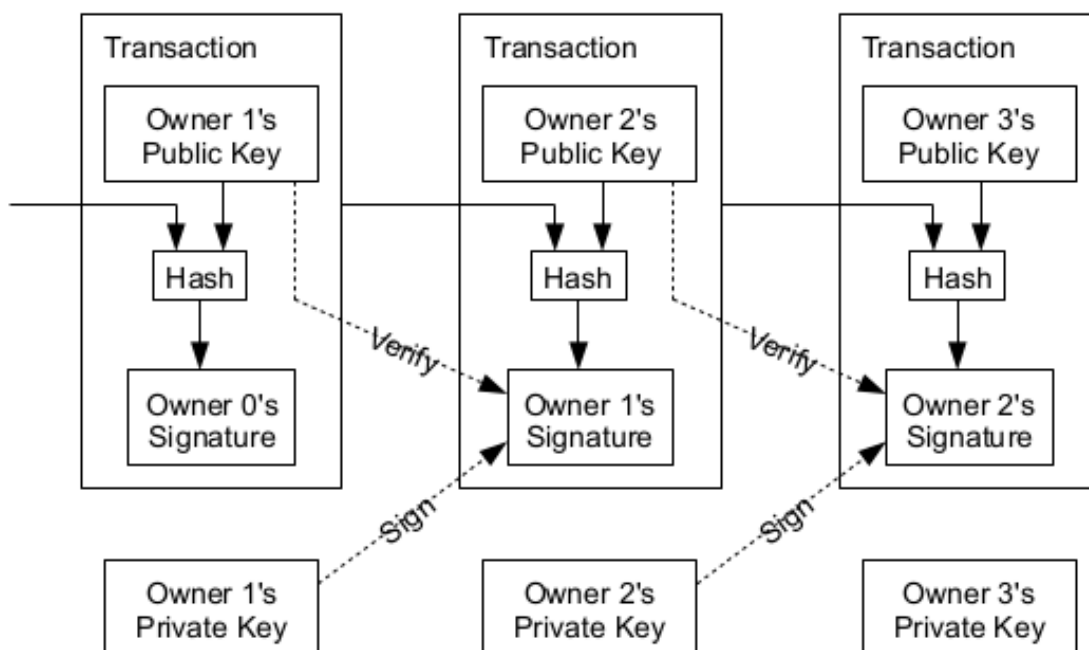 Transaction
Owner 1's
Public Key
Hash
Owner 0's
Signature
Transaction
Owner 2's
Public Key
Hash
Owner 1's
Signature
Transaction
Owner 3's
Public Key
Hash
Owner 2's
Signature
Verify
Verify
Sign
Sign
Owner 1's
Private Key
Owner 2's
Private Key
Owner 3's
Private Key